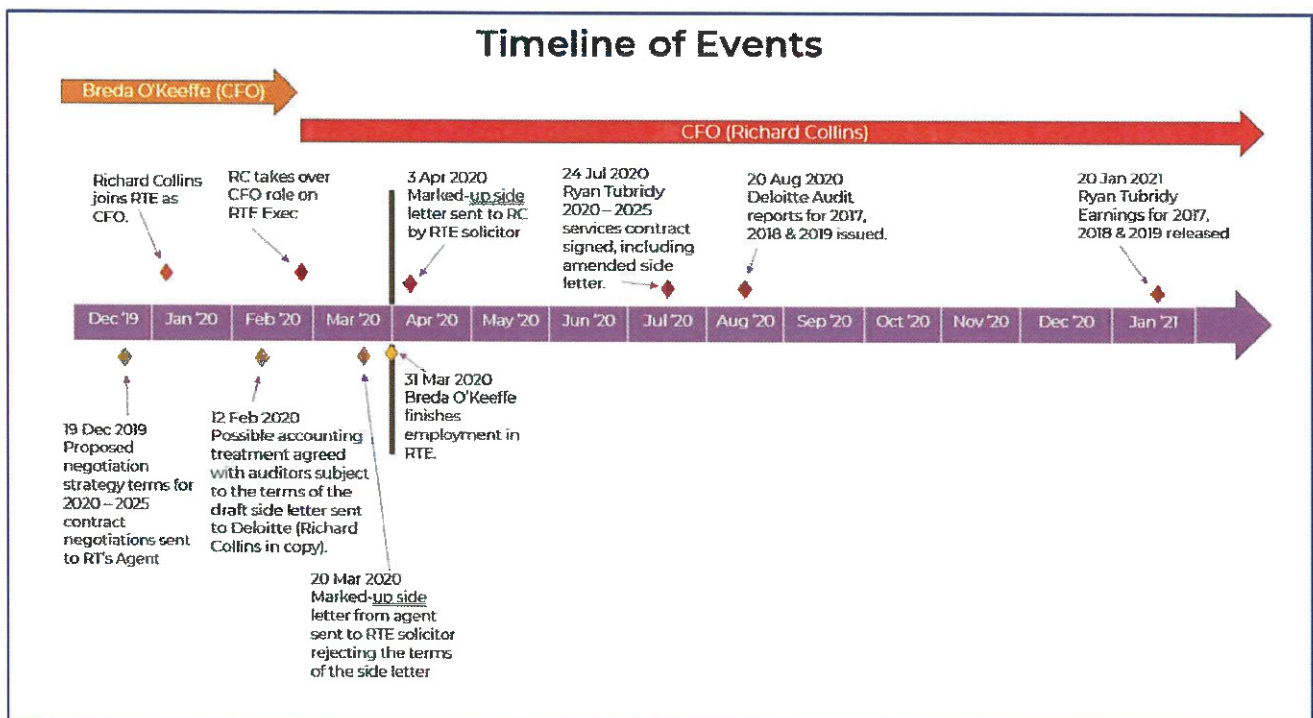 Timeline of Events
Breda O'Keeffe (CFO)
CFO (Richard Collins)
Richard Collins
joins RTE as
CFO.
RC takes over
CFO role on
RTE Exec
3 Apr 2020
Marked-up side
letter sent to RC
by RTE solicitor
24 Jul 2020
Ryan Tubridy
2020 – 2025
services contract
signed, including
amended side
letter.
20 Aug 2020
Deloitte Audit
reports for 2017,
2018 & 2019 issued.
20 Jan 2021
Ryan Tubridy
Earnings for 2017,
2018 & 2019 released
Dec '19 Jan '20 Feb '20 Mar '20 Apr '20 May '20 Jun '20 Jul '20 Aug '20 Sep '20 Oct '20 Nov '20 Dec '20 Jan '21
19 Dec 2019
Proposed
negotiation
strategy terms for
2020 – 2025
contract
negotiations sent
to RT's Agent
12 Feb 2020
Possible accounting
treatment agreed
with auditors subject
to the terms of the
draft side letter sent
to Deloitte (Richard
Collins in copy).
20 Mar 2020
Marked-up side
letter from agent
sent to RTE solicitor
rejecting the terms
of the side letter
31 Mar 2020
Breda O'Keeffe
finishes
employment in
RTE.